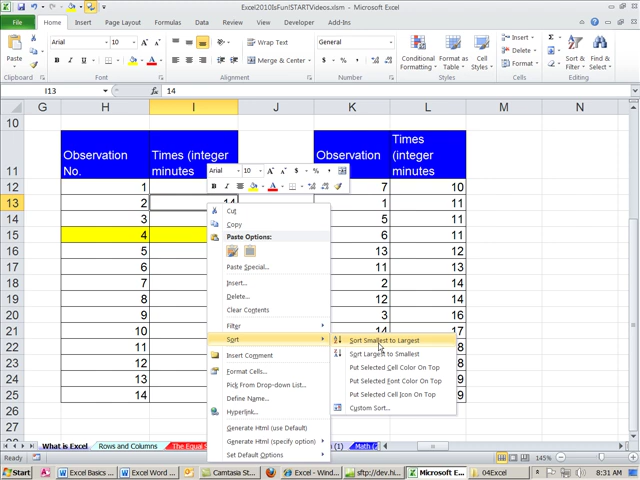 Excel2010IsFun!STARTVideos.xlsm - Microsoft Excel
File Home Insert Page Layout Formulas Data Review View Developer Add-Ins
Arial 10 Wrap Text General
Paste Merge & Center Conditional Formatting Format as Table Cell Styles Insert Delete Format Sort & Filter Find & Select
Clipboard Font Alignment Number Styles Cells Editing
I13 14
G H I J K L M N
10
11 Observation No. Times (integer minutes Observation Times (integer minutes
Arial 10
12 1 7 10
13 2 14 1 11
14 3 5 11
15 4 6 11
16 5 13 12
17 6 11 13
18 7 2 14
19 8 12 14
20 9 3 16
21 10 14 17
22 11
23 12
24 13
25 14
26
27
Cut
Copy
Paste Options:
Paste Special...
Insert...
Delete...
Clear Contents
Filter
Sort
Insert Comment
Format Cells...
Pick From Drop-down List...
Define Name...
Hyperlink...
Generate Html (use Default)
Generate Html (specify option)
Set Default Options
Sort Smallest to Largest
Sort Largest to Smallest
Put Selected Cell Color On Top
Put Selected Font Color On Top
Put Selected Cell Icon On Top
Custom Sort...
What is Excel Rows and Columns The Equal (1) Math (2
Ready 145%
Start Excel Basics Excel Word Camtasia St Excel - Wind... sftp://dev.hi... Microsoft Ex... 04Excel 8:31 AM